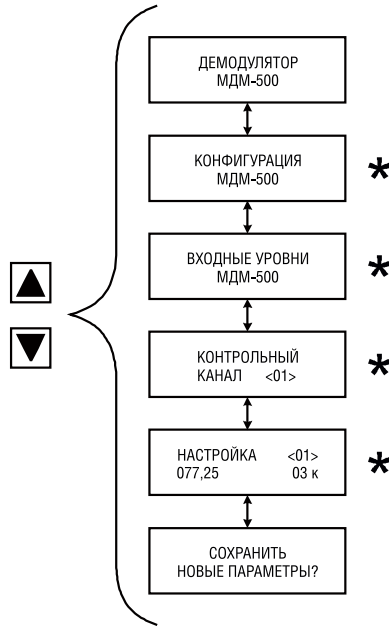 ДЕМОДУЛЯТОР
МДМ-500
КОНФИГУРАЦИЯ
МДМ-500
*
ВХОДНЫЕ УРОВНИ
МДМ-500
*
КОНТРОЛЬНЫЙ
КАНАЛ <01>
*
НАСТРОЙКА <01>
077,25 03 к
*
СОХРАНИТЬ
НОВЫЕ ПАРАМЕТРЫ?